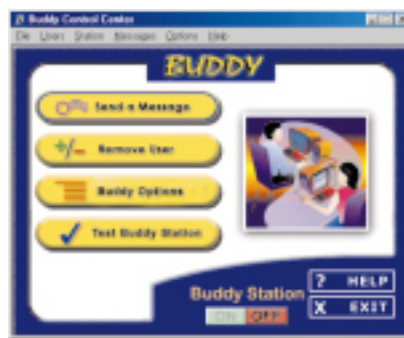 Buddy Control Center
File Users Station Messages Options Help
BUDDY
Send a Message
+/- Remove User
Buddy Options
Test Buddy Station
Buddy Station
ON OFF
? HELP
X EXIT